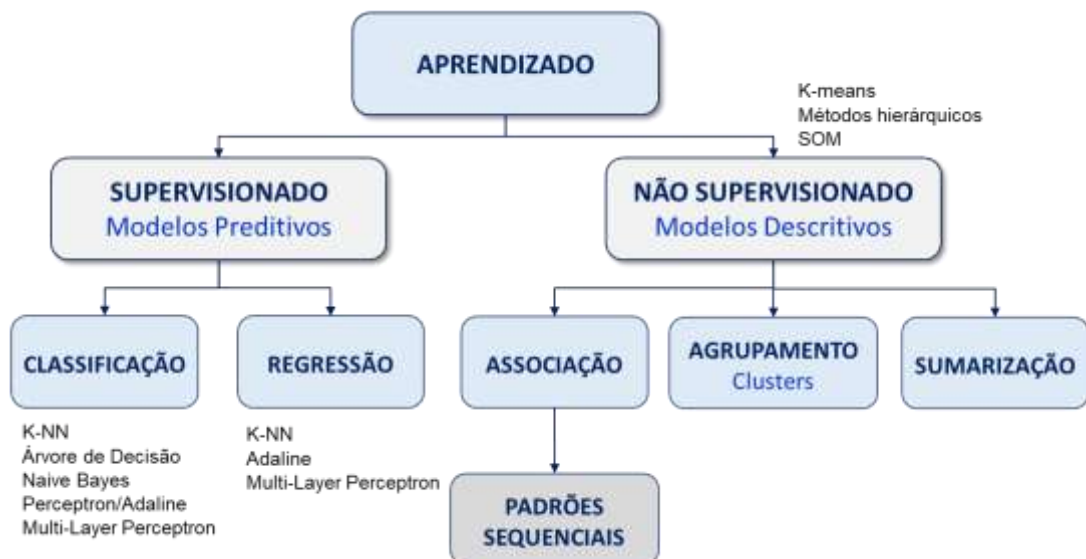 APRENDIZADO
K-means
Métodos hierárquicos
SOM
SUPERVISIONADO
Modelos Preditivos
NÃO SUPERVISIONADO
Modelos Descritivos
CLASSIFICAÇÃO
REGRESSÃO
ASSOCIAÇÃO
AGRUPAMENTO
Clusters
SUMARIZAÇÃO
K-NN
Árvore de Decisão
Naive Bayes
Perceptron/Adaline
Multi-Layer Perceptron
K-NN
Adaline
Multi-Layer Perceptron
PADRÕES
SEQUENCIAIS